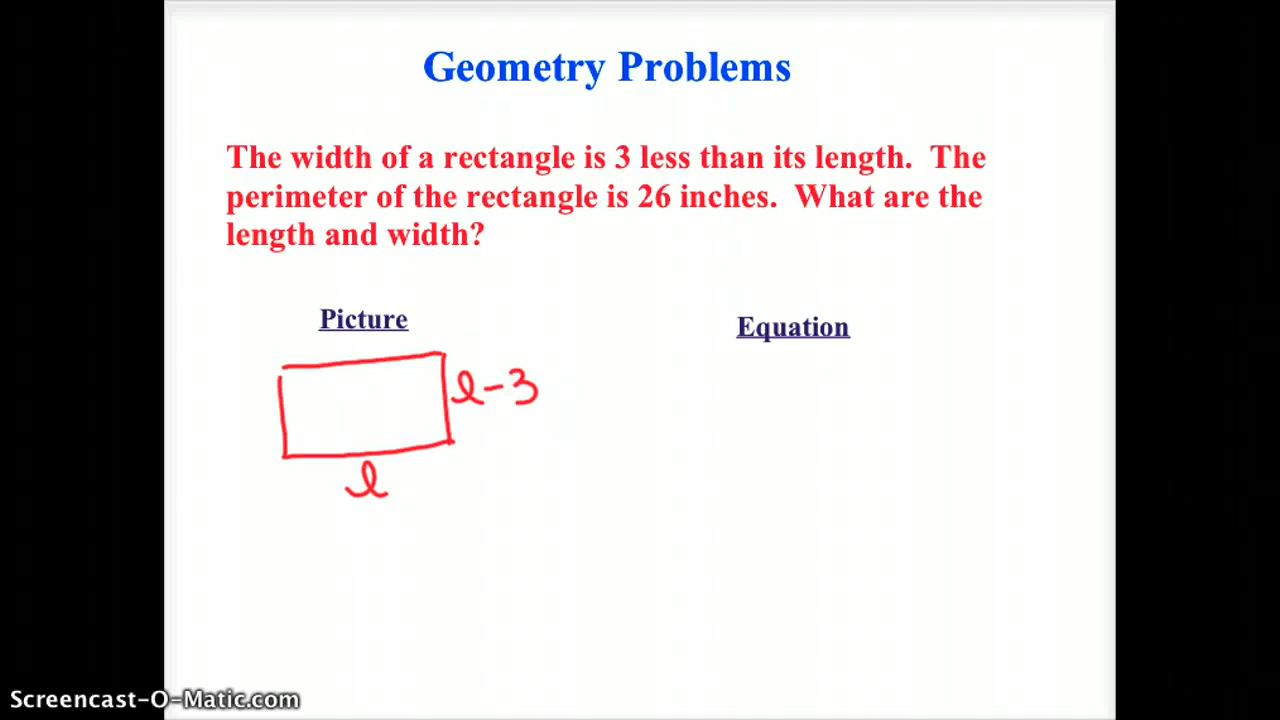 Geometry Problems
The width of a rectangle is 3 less than its length. The
perimeter of the rectangle is 26 inches. What are the
length and width?
Picture
Equation
l-3
l
Screencast-O-Matic.com